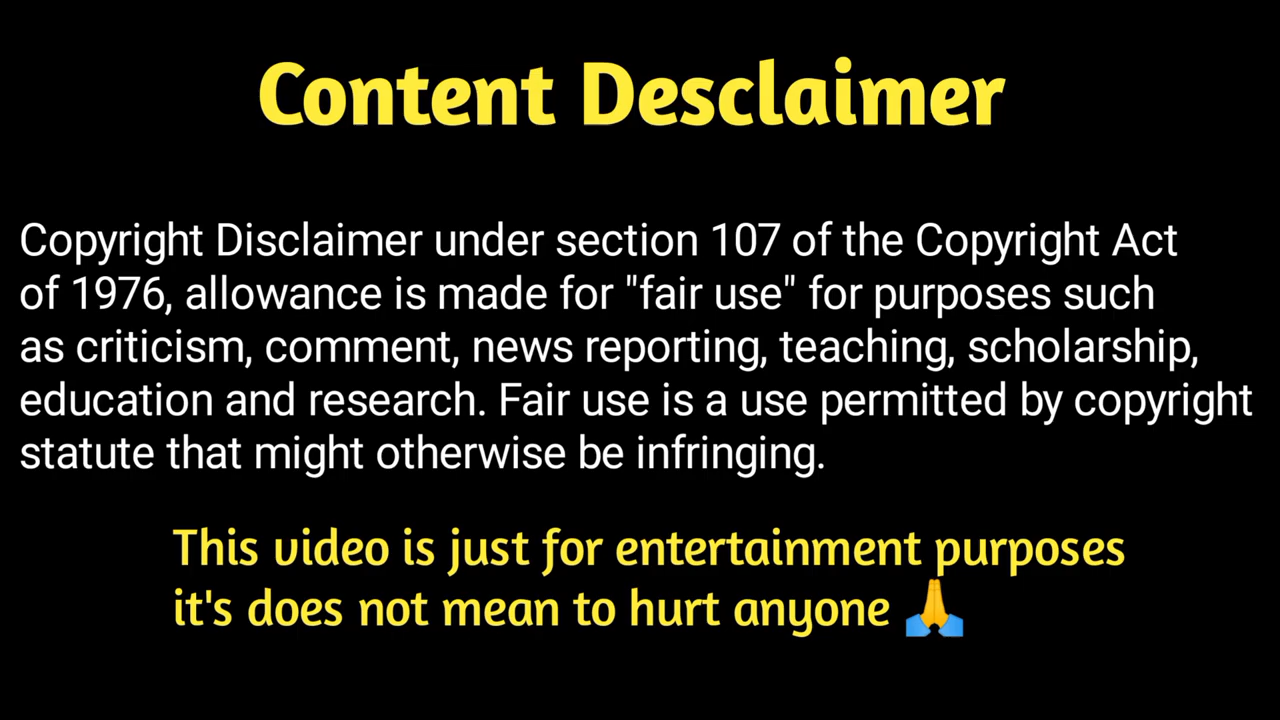 Content Desclaimer
Copyright Disclaimer under section 107 of the Copyright Act
of 1976, allowance is made for "fair use" for purposes such
as criticism, comment, news reporting, teaching, scholarship,
education and research. Fair use is a use permitted by copyright
statute that might otherwise be infringing.
This video is just for entertainment purposes
it's does not mean to hurt anyone 🙏